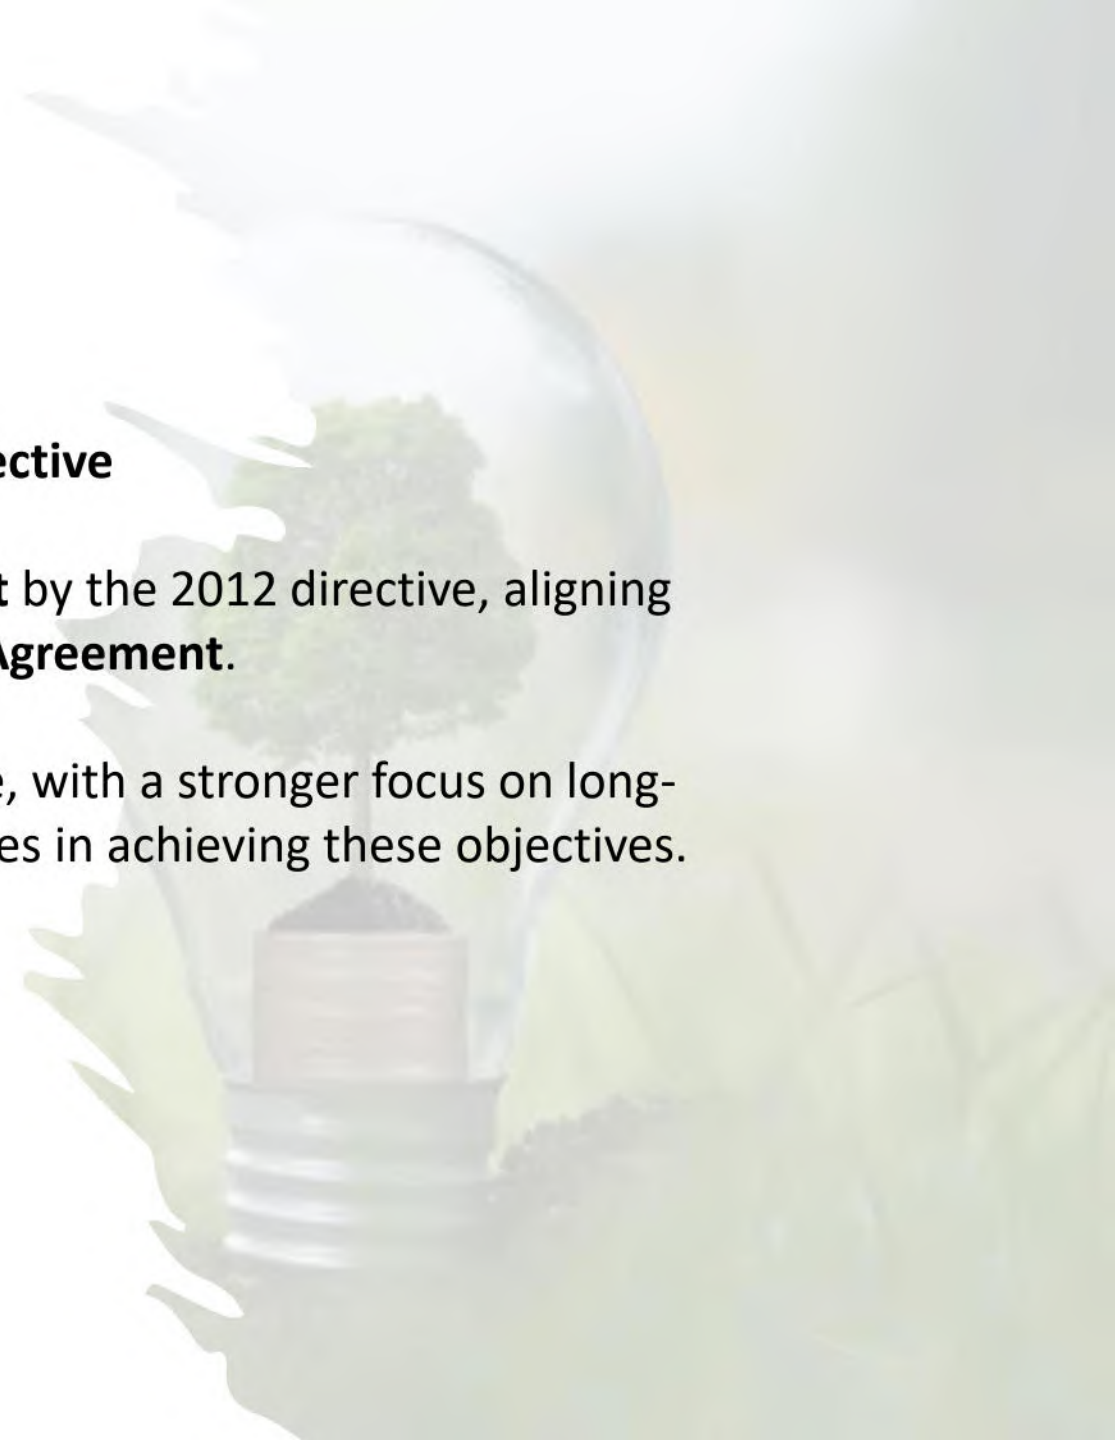 ective
t by the 2012 directive, aligning
Agreement.
e, with a stronger focus on long-
es in achieving these objectives.